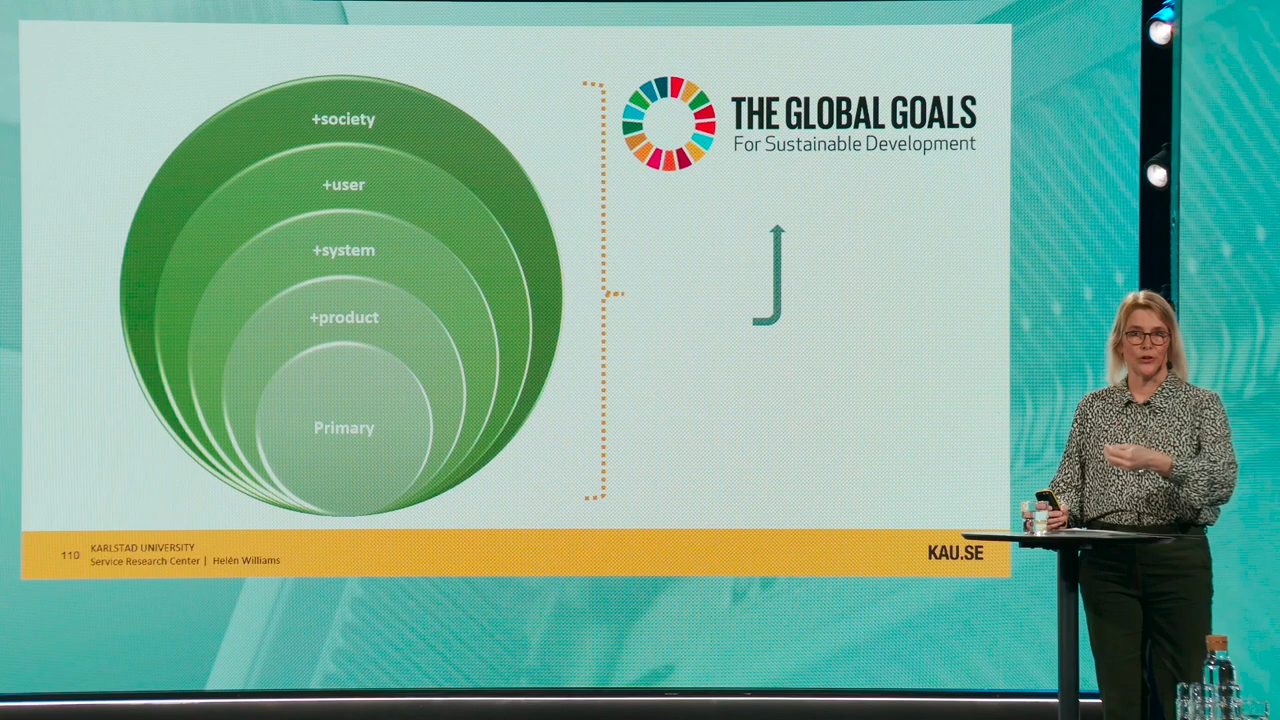 +society
+user
+system
+product
Primary
THE GLOBAL GOALS
For Sustainable Development
110
KARLSTAD UNIVERSITY
Service Research Center | Helén Williams
KAU.SE